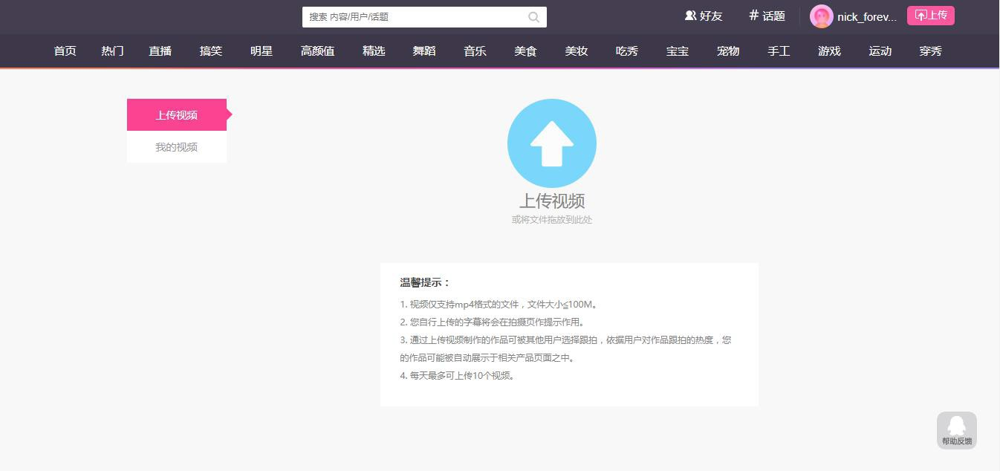 搜索 内容/用户/话题
好友
# 话题
nick_forev...
上传
首页 热门 直播 搞笑 明星 高颜值 精选 舞蹈 音乐 美食 美妆 吃秀 宝宝 宠物 手工 游戏 运动 穿秀
上传视频
我的视频
上传视频
或将文件拖放到此处
温馨提示：
1. 视频仅支持mp4格式的文件，文件大小≦100M。
2. 您自行上传的字幕将会在拍摄页作提示作用。
3. 通过上传视频制作的作品可被其他用户选择跟拍，依据用户对作品跟拍的热度，您
的作品可能被自动展示于相关产品页面之中。
4. 每天最多可上传10个视频。
帮助反馈